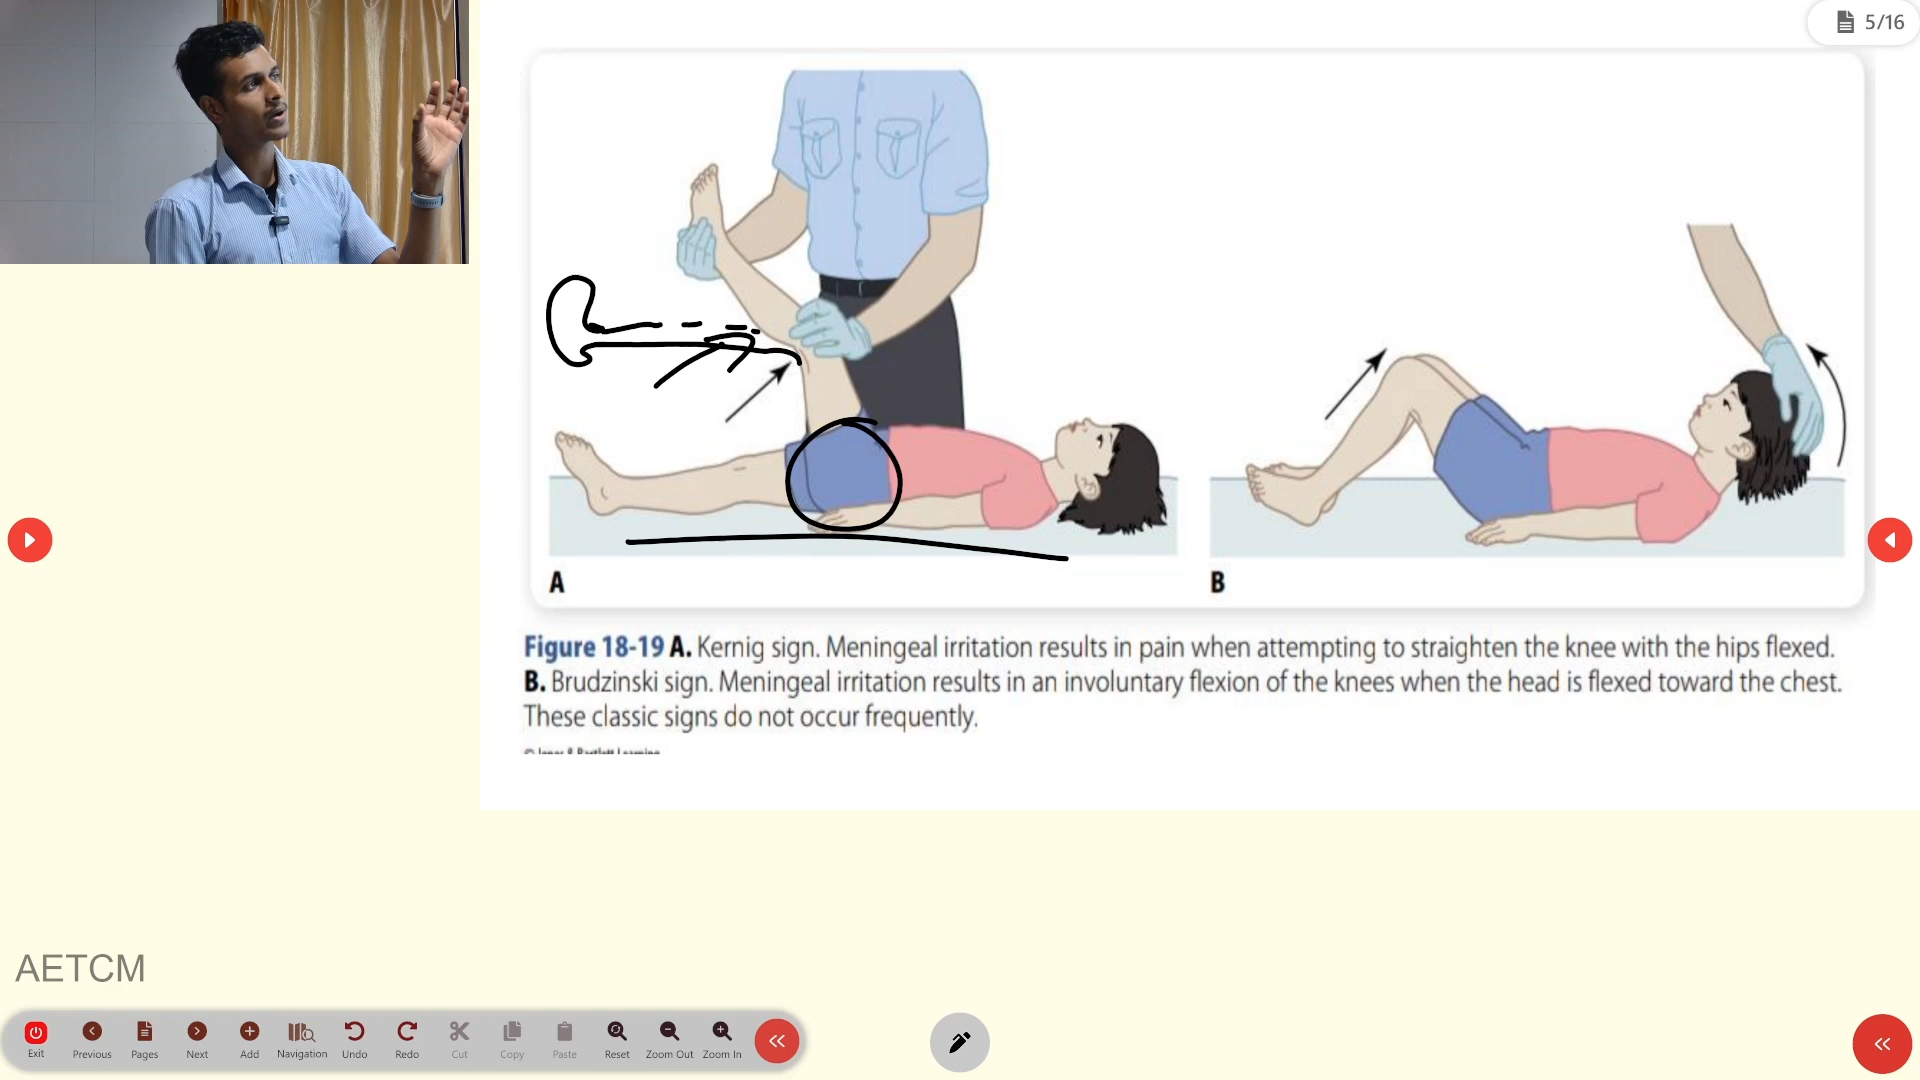 5/16
A
B
Figure 18-19 A. Kernig sign. Meningeal irritation results in pain when attempting to straighten the knee with the hips flexed.
B. Brudzinski sign. Meningeal irritation results in an involuntary flexion of the knees when the head is flexed toward the chest.
These classic signs do not occur frequently.
© Jones & Bartlett Learning
AETCM
Exit Previous Pages Next Add Navigation Undo Redo Cut Copy Paste Reset Zoom Out Zoom In